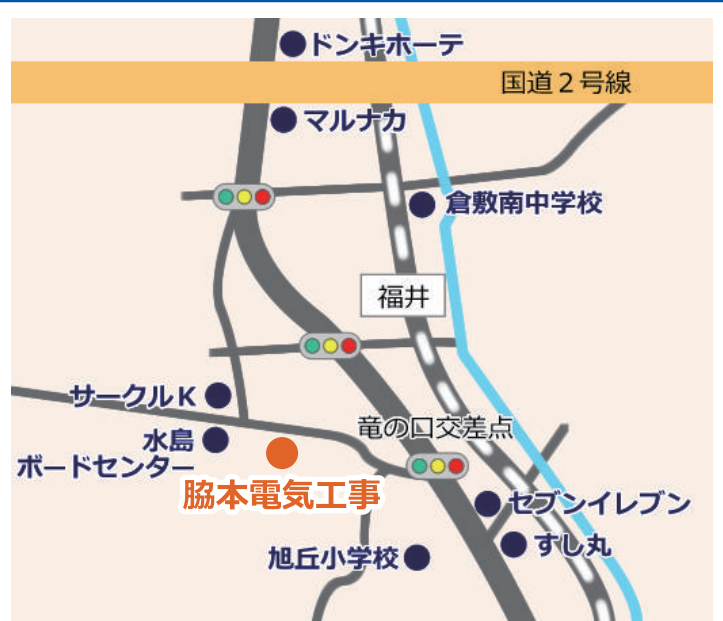 ドンキホーテ
国道２号線
マルナカ
倉敷南中学校
福井
サークルＫ
竜の口交差点
水島
ボードセンター
脇本電気工事
セブンイレブン
すし丸
旭丘小学校